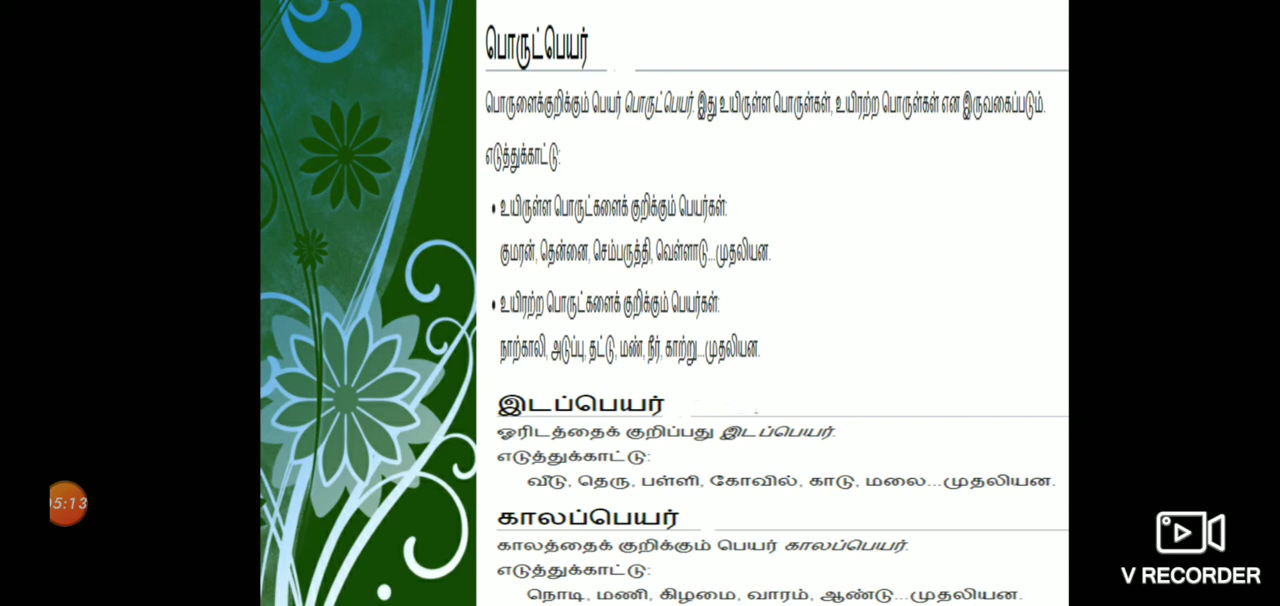 பொருட்பெயர்
பொருளைக்குறிக்கும் பெயர் பொருட்பெயர். இது உயிருள்ள பொருள்கள், உயிரற்ற பொருள்கள் என இருவகைப்படும்.
எடுத்துக்காட்டு:
• உயிருள்ள பொருட்களைக் குறிக்கும் பெயர்கள்:
குமரன், தென்னை, செம்பருத்தி, வெள்ளாடு...முதலியன.
• உயிரற்ற பொருட்களைக் குறிக்கும் பெயர்கள்:
நாற்காலி, அடுப்பு, தட்டு, மண், நீர், காற்று...முதலியன.
இடப்பெயர்
ஓரிடத்தைக் குறிப்பது இடப்பெயர்.
எடுத்துக்காட்டு:
வீடு, தெரு, பள்ளி, கோவில், காடு, மலை...முதலியன.
காலப்பெயர்
காலத்தைக் குறிக்கும் பெயர் காலப்பெயர்.
எடுத்துக்காட்டு:
நொடி, மணி, கிழமை, வாரம், ஆண்டு...முதலியன.
05:13
V RECORDER